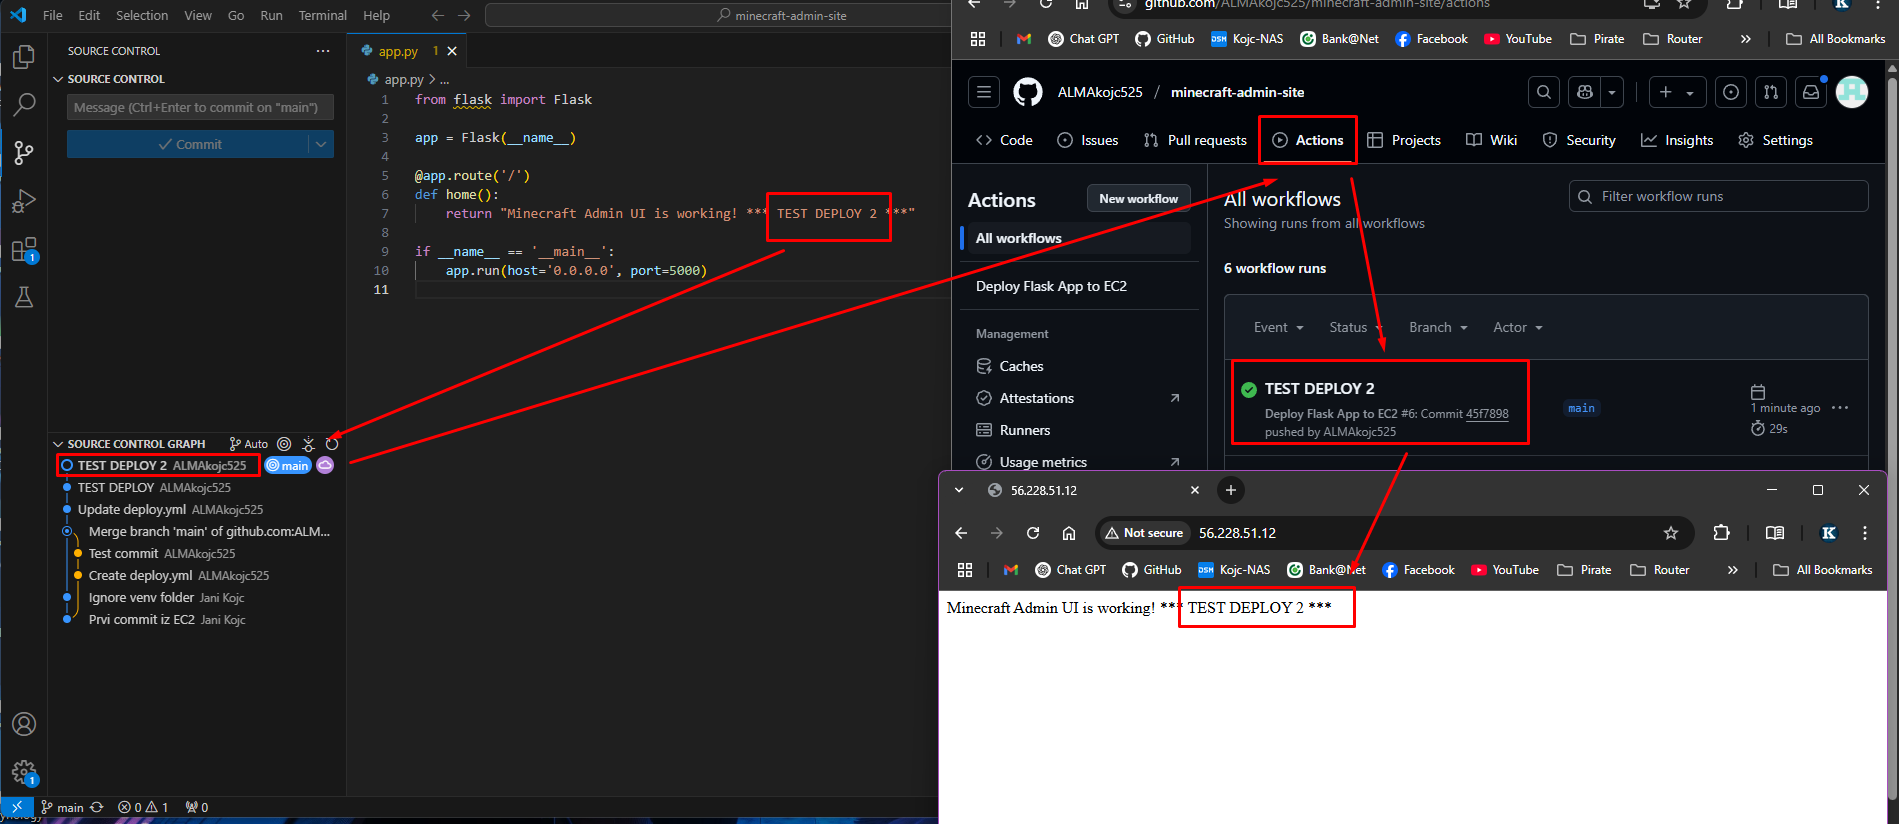 File Edit Selection View Go Run Terminal Help
minecraft-admin-site
SOURCE CONTROL
SOURCE CONTROL
Message (Ctrl+Enter to commit on "main")
Commit
SOURCE CONTROL GRAPH
Auto
TEST DEPLOY 2 ALMAkojc525 main
TEST DEPLOY ALMAkojc525
Update deploy.yml ALMAkojc525
Merge branch 'main' of github.com:ALM...
Test commit ALMAkojc525
Create deploy.yml ALMAkojc525
Ignore venv folder Jani Kojc
Prvi commit iz EC2 Jani Kojc
1
1
main 0 1 0
app.py 1
app.py > ...
1 from flask import Flask
2
3 app = Flask(__name__)
4
5 @app.route('/')
6 def home():
7 return "Minecraft Admin UI is working! *** TEST DEPLOY 2 ***"
8
9 if __name__ == '__main__':
10 app.run(host='0.0.0.0', port=5000)
11
github.com/ALMAkojc525/minecraft-admin-site/actions
K
Chat GPT GitHub DSM Kojc-NAS Bank@Net Facebook YouTube Pirate Router » All Bookmarks
ALMAkojc525 / minecraft-admin-site
Code Issues Pull requests Actions Projects Wiki Security Insights Settings
Actions
New workflow
All workflows
Deploy Flask App to EC2
Management
Caches
Attestations
Runners
Usage metrics
All workflows
Showing runs from all workflows
Filter workflow runs
6 workflow runs
Event Status Branch Actor
TEST DEPLOY 2
Deploy Flask App to EC2 #6: Commit 45f7898
pushed by ALMAkojc525
main
1 minute ago
29s
56.228.51.12
Not secure 56.228.51.12
K
Chat GPT GitHub DSM Kojc-NAS Bank@Net Facebook YouTube Pirate Router » All Bookmarks
Minecraft Admin UI is working! *** TEST DEPLOY 2 ***